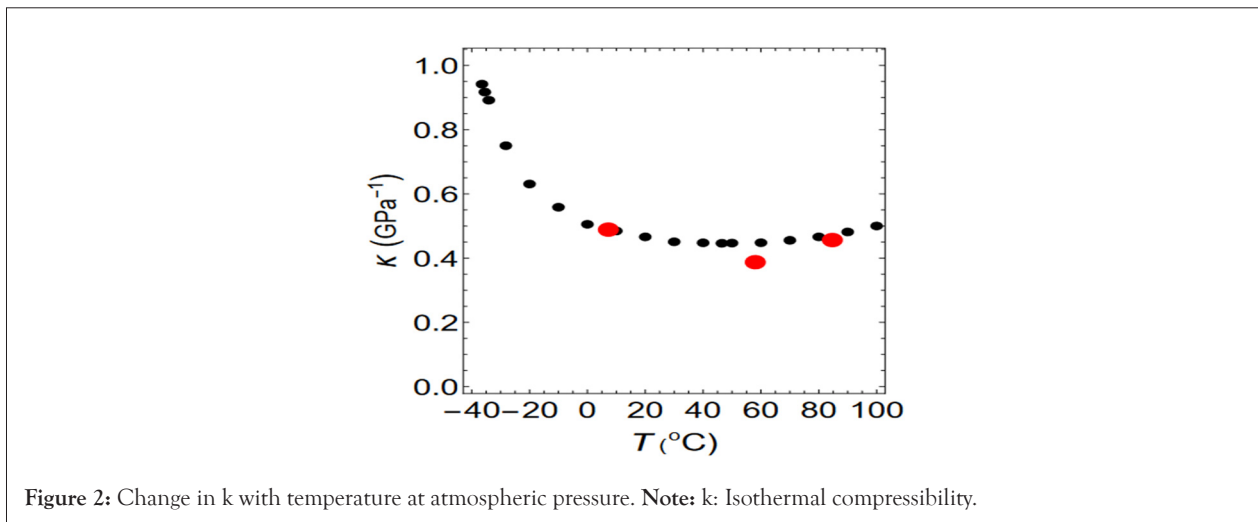 1.0
0.8
0.6
0.4
0.2
0.0
κ (GPa⁻¹)
−40 −20 0 20 40 60 80 100
T (°C)
Figure 2: Change in k with temperature at atmospheric pressure. Note: k: Isothermal compressibility.